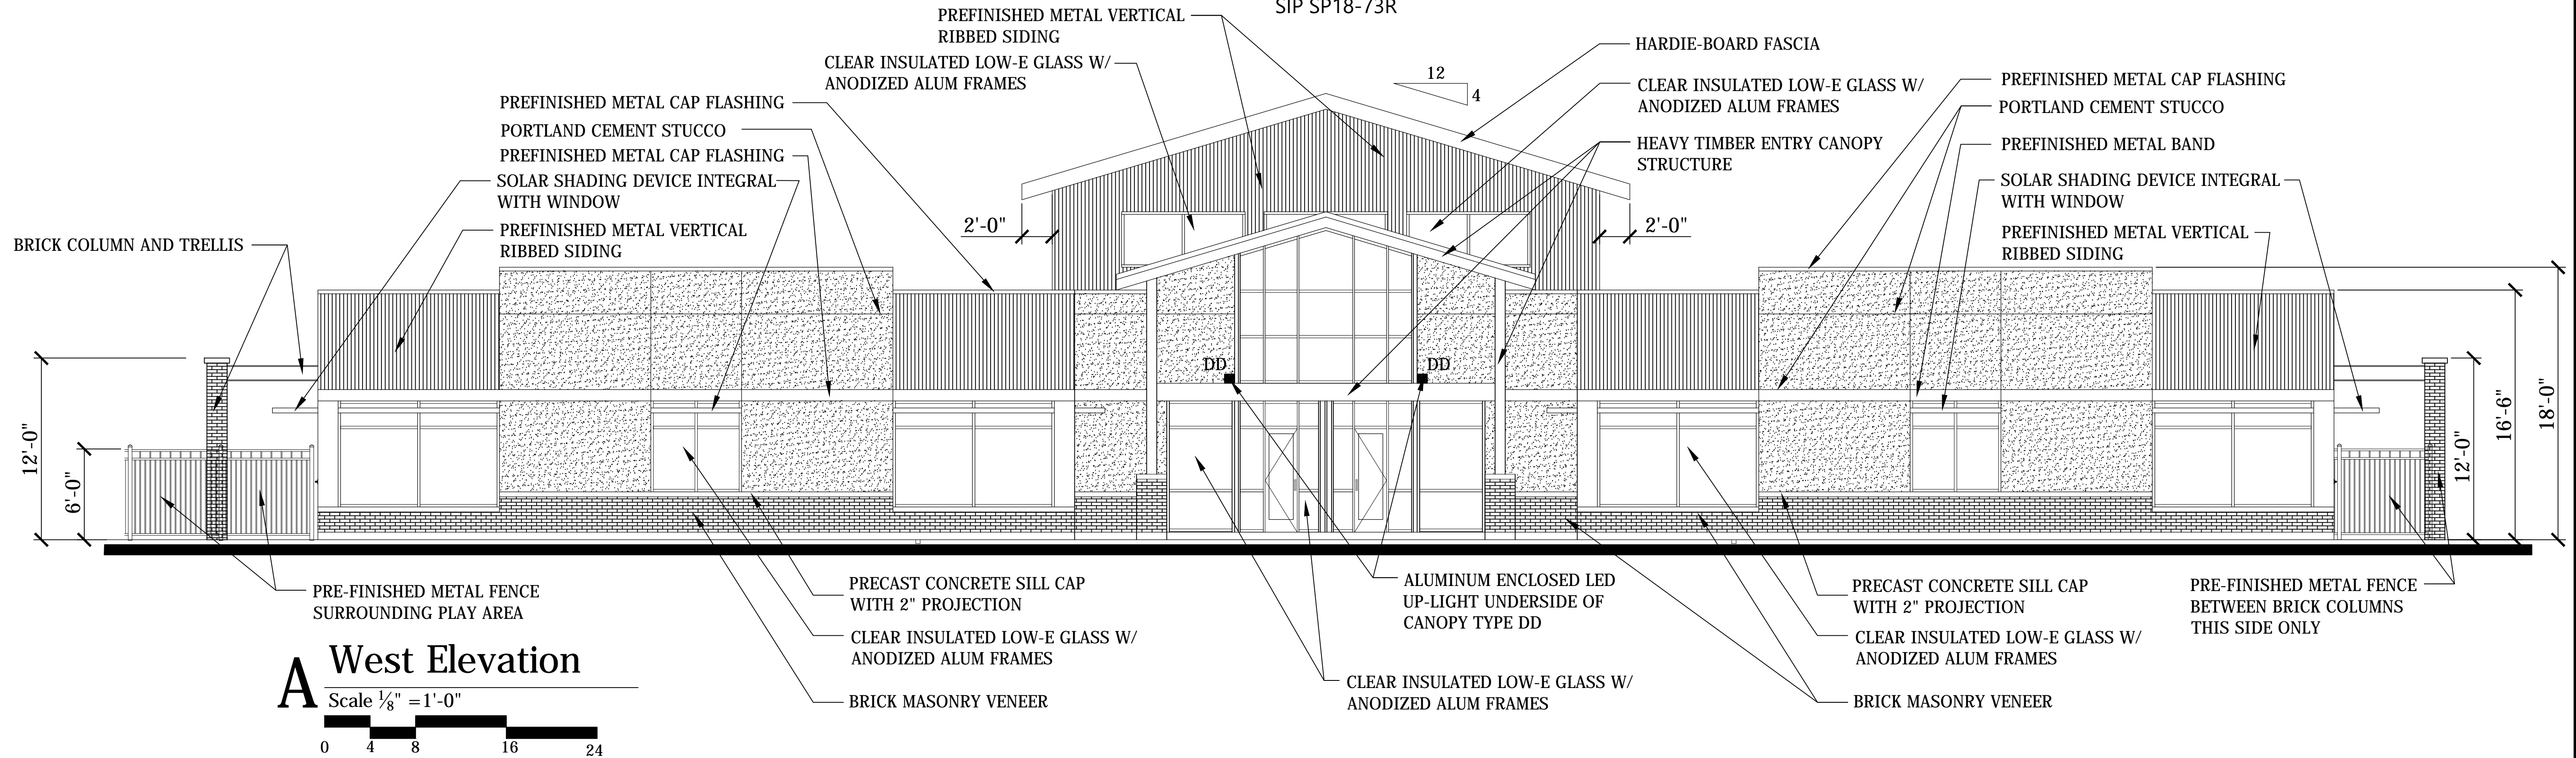 SIP SP18-73R
PREFINISHED METAL VERTICAL
RIBBED SIDING
CLEAR INSULATED LOW-E GLASS W/
ANODIZED ALUM FRAMES
PREFINISHED METAL CAP FLASHING
PORTLAND CEMENT STUCCO
PREFINISHED METAL CAP FLASHING
SOLAR SHADING DEVICE INTEGRAL
WITH WINDOW
PREFINISHED METAL VERTICAL
RIBBED SIDING
BRICK COLUMN AND TRELLIS
12
4
HARDIE-BOARD FASCIA
CLEAR INSULATED LOW-E GLASS W/
ANODIZED ALUM FRAMES
HEAVY TIMBER ENTRY CANOPY
STRUCTURE
PREFINISHED METAL CAP FLASHING
PORTLAND CEMENT STUCCO
PREFINISHED METAL BAND
SOLAR SHADING DEVICE INTEGRAL
WITH WINDOW
PREFINISHED METAL VERTICAL
RIBBED SIDING
2'-0"
2'-0"
DD
DD
12'-0"
6'-0"
12'-0"
16'-6"
18'-0"
PRE-FINISHED METAL FENCE
SURROUNDING PLAY AREA
PRECAST CONCRETE SILL CAP
WITH 2" PROJECTION
CLEAR INSULATED LOW-E GLASS W/
ANODIZED ALUM FRAMES
BRICK MASONRY VENEER
ALUMINUM ENCLOSED LED
UP-LIGHT UNDERSIDE OF
CANOPY TYPE DD
CLEAR INSULATED LOW-E GLASS W/
ANODIZED ALUM FRAMES
PRECAST CONCRETE SILL CAP
WITH 2" PROJECTION
CLEAR INSULATED LOW-E GLASS W/
ANODIZED ALUM FRAMES
BRICK MASONRY VENEER
PRE-FINISHED METAL FENCE
BETWEEN BRICK COLUMNS
THIS SIDE ONLY
A West Elevation
Scale 1/8" =1'-0"
0 4 8 16 24